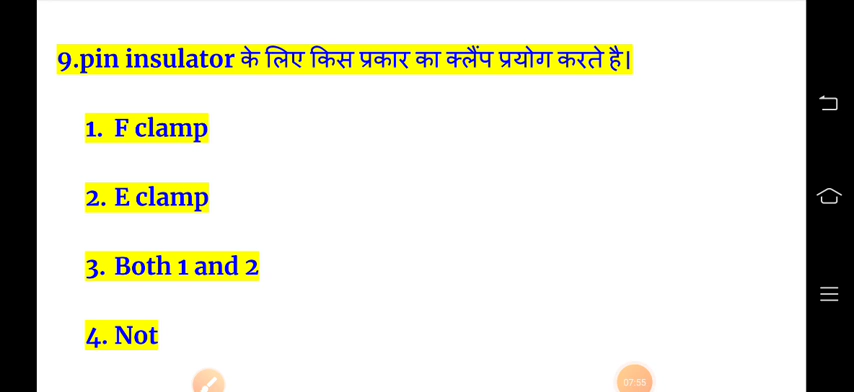 9.pin insulator के लिए किस प्रकार का क्लैंप प्रयोग करते है।
1. F clamp
2. E clamp
3. Both 1 and 2
4. Not
07:55